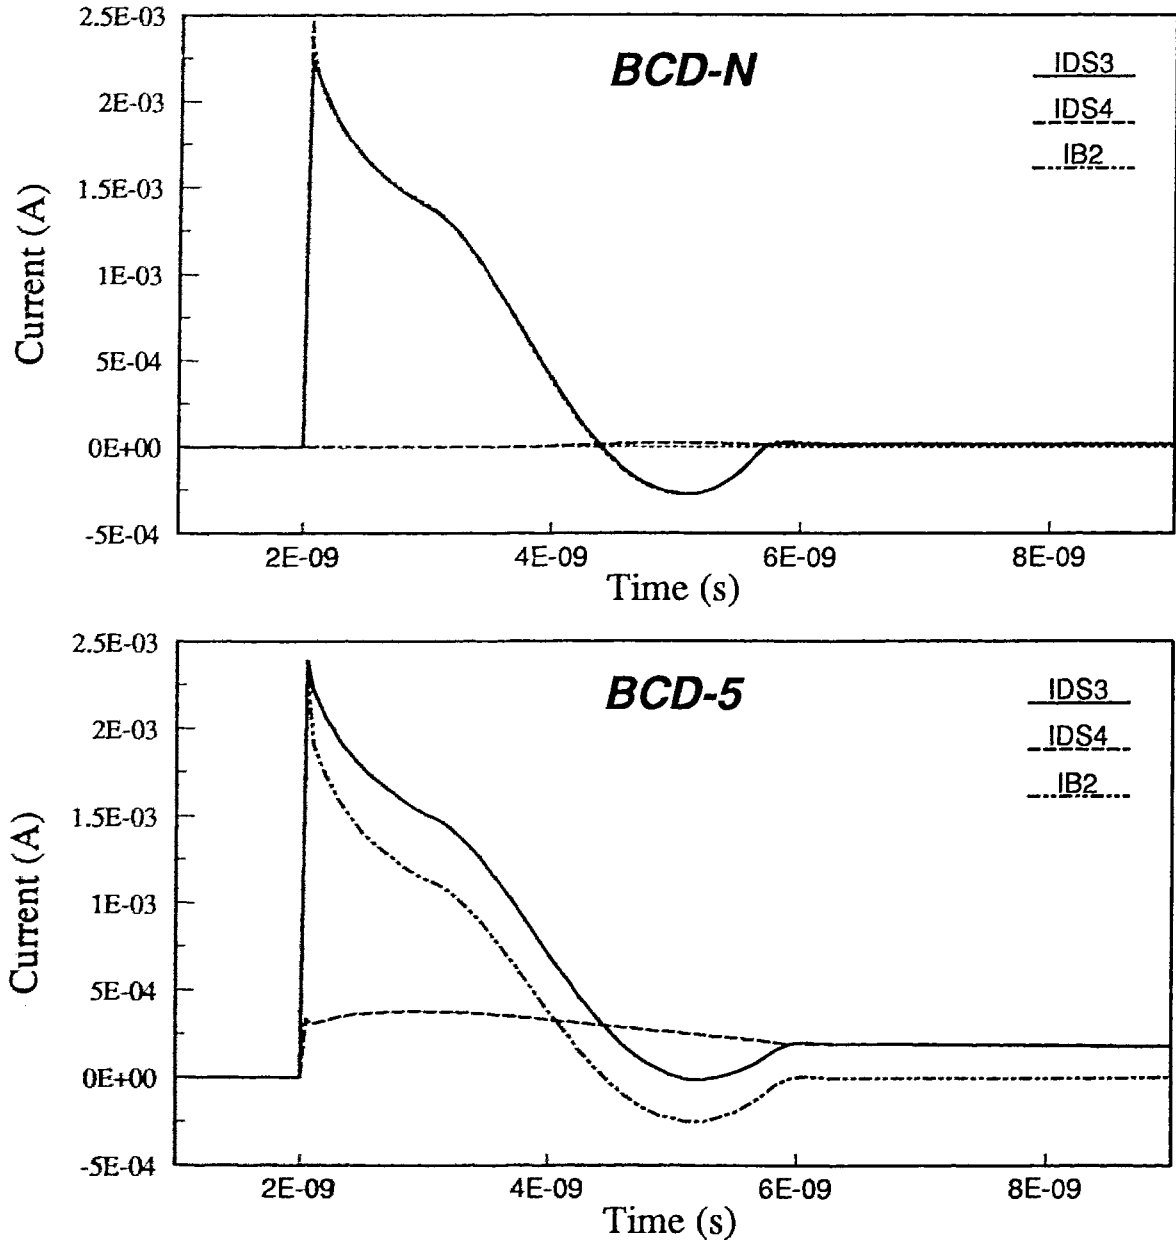 BCD-N
IDS3
IDS4
IB2
2.5E-03
2E-03
1.5E-03
1E-03
5E-04
0E+00
-5E-04
Current (A)
2E-09
4E-09
6E-09
8E-09
Time (s)
BCD-5
IDS3
IDS4
IB2
2.5E-03
2E-03
1.5E-03
1E-03
5E-04
0E+00
-5E-04
Current (A)
2E-09
4E-09
6E-09
8E-09
Time (s)